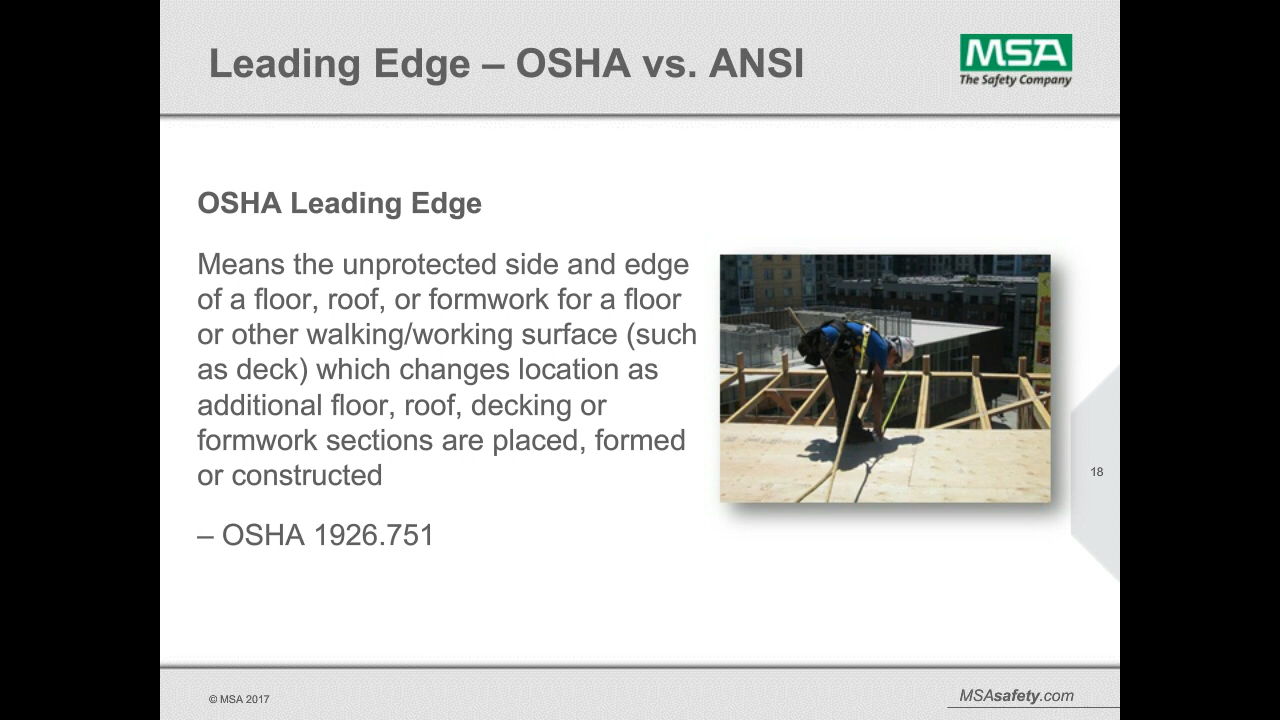 Leading Edge – OSHA vs. ANSI
MSA
The Safety Company
OSHA Leading Edge
Means the unprotected side and edge
of a floor, roof, or formwork for a floor
or other walking/working surface (such
as deck) which changes location as
additional floor, roof, decking or
formwork sections are placed, formed
or constructed
– OSHA 1926.751
18
© MSA 2017
MSAsafety.com